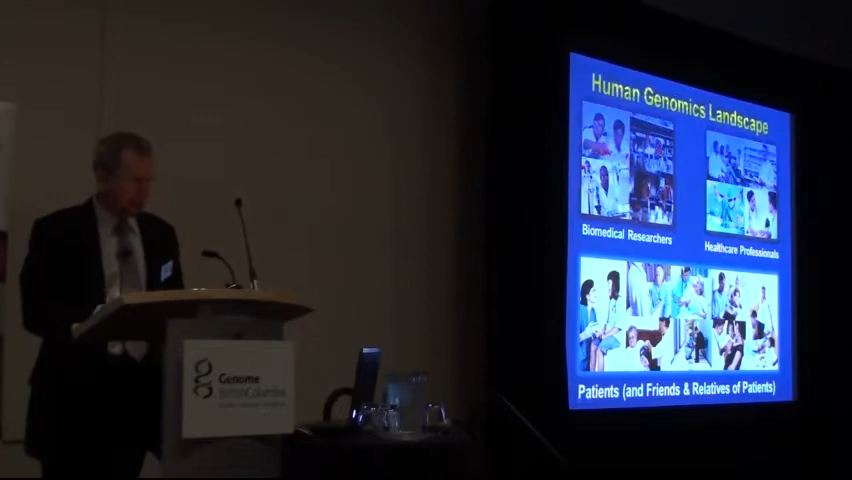 Human Genomics Landscape
Biomedical Researchers
Healthcare Professionals
Patients (and Friends & Relatives of Patients)
Genome
BritishColumbia